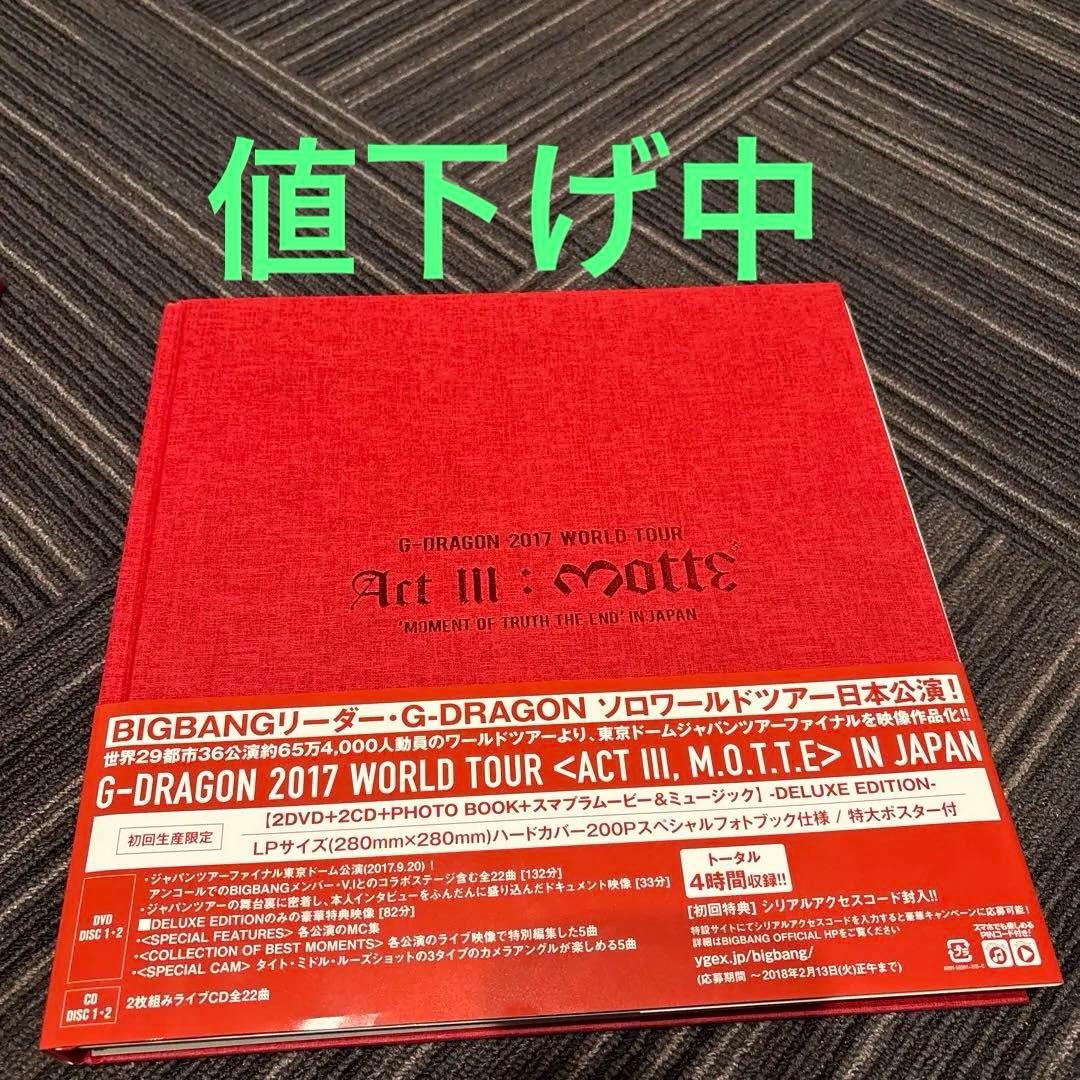 値下げ中
G-DRAGON 2017 WORLD TOUR
Act III : Motte
'MOMENT OF TRUTH THE END' IN JAPAN
BIGBANGリーダー・G-DRAGON ソロワールドツアー日本公演!
世界29都市36公演約65万4,000人動員のワールドツアーより、東京ドームジャパンツアーファイナルを映像作品化!!
G-DRAGON 2017 WORLD TOUR <ACT III, M.O.T.T.E> IN JAPAN
初回生産限定
【2DVD+2CD+PHOTO BOOK+スマプラムービー&ミュージック】-DELUXE EDITION-
LPサイズ(280mm×280mm)ハードカバー200Pスペシャルフォトブック仕様 / 特大ポスター付
DVD
DISC 1・2
・ジャパンツアーファイナル東京ドーム公演(2017.9.20)!
アンコールでのBIGBANGメンバー・V.Iとのコラボステージ含む全22曲 [132分]
・ジャパンツアーの舞台裏に密着し、本人インタビューをふんだんに盛り込んだドキュメント映像 [33分]
■DELUXE EDITIONのみの豪華特典映像 [82分]
・<SPECIAL FEATURES> 各公演のMC集
・<COLLECTION OF BEST MOMENTS> 各公演のライブ映像で特別編集した5曲
・<SPECIAL CAM> タイト・ミドル・ルーズショットの3タイプのカメラアングルが楽しめる5曲
CD
DISC 1・2
2枚組みライブCD全22曲
トータル
4時間収録!!
[初回特典] シリアルアクセスコード封入!!
特設サイトにてシリアルアクセスコードを入力すると豪華キャンペーンに応募可能!
詳細はBIGBANG OFFICIAL HPをご覧ください
ygex.jp/bigbang/
(応募期間 ～2018年2月13日(火)正午まで)
スマホでも楽しめる
PINコード付き!